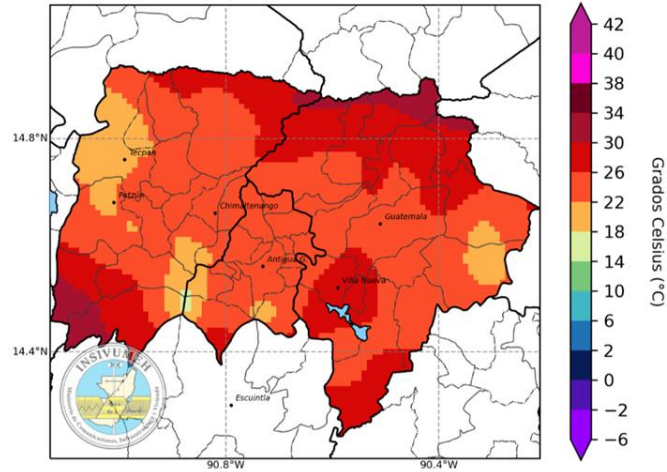 14.8°N
14.4°N
90.8°W
90.4°W
Tecpán
Patzún
Chimaltenango
Guatemala
Antigua G.
Villa Nueva
Escuintla
INSIVUMEH
42
40
38
34
30
26
22
18
14
10
6
2
0
−2
−6
Grados Celsius (°C)